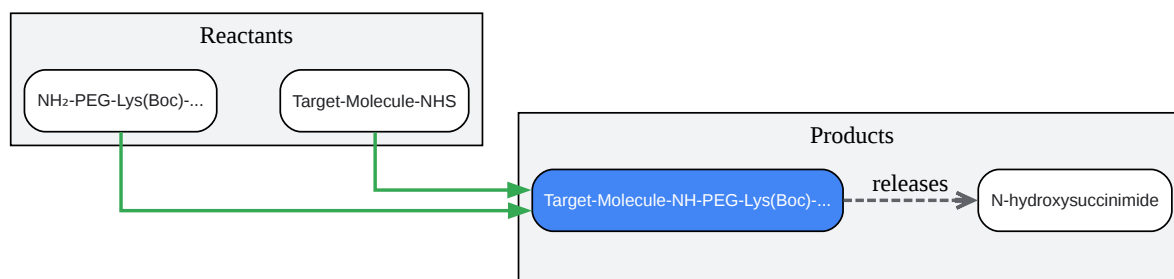 Reactants
NH₂-PEG-Lys(Boc)-...
Target-Molecule-NHS
Products
Target-Molecule-NH-PEG-Lys(Boc)-...
releases
N-hydroxysuccinimide